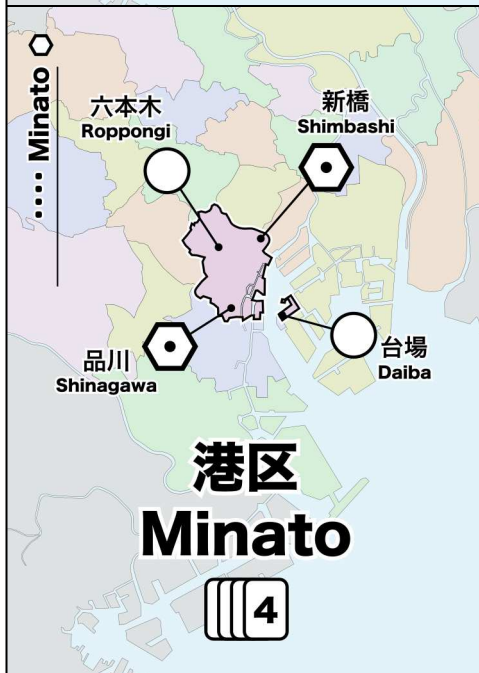 •••• Minato
六本木
Roppongi
新橋
Shimbashi
品川
Shinagawa
台場
Daiba
港区
Minato
4